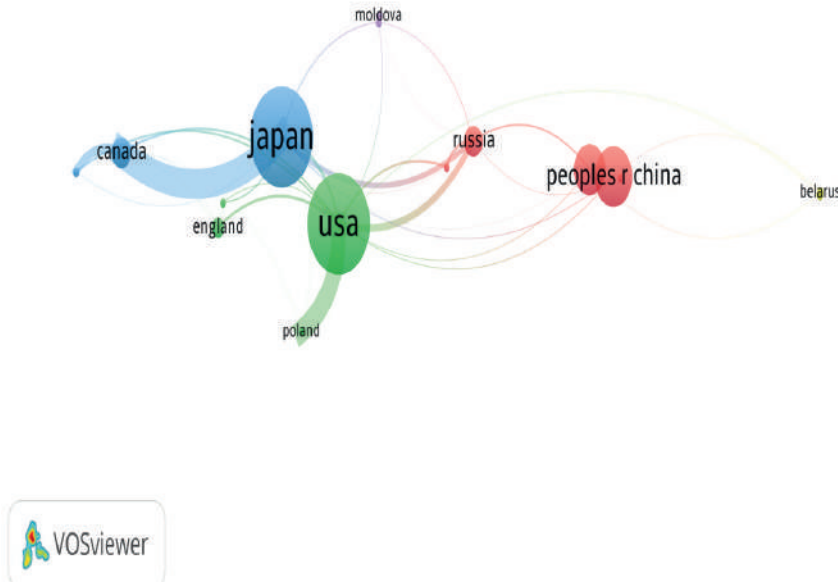 moldova
japan
russia
canada
peoples r china
belarus
usa
england
poland
VOSviewer